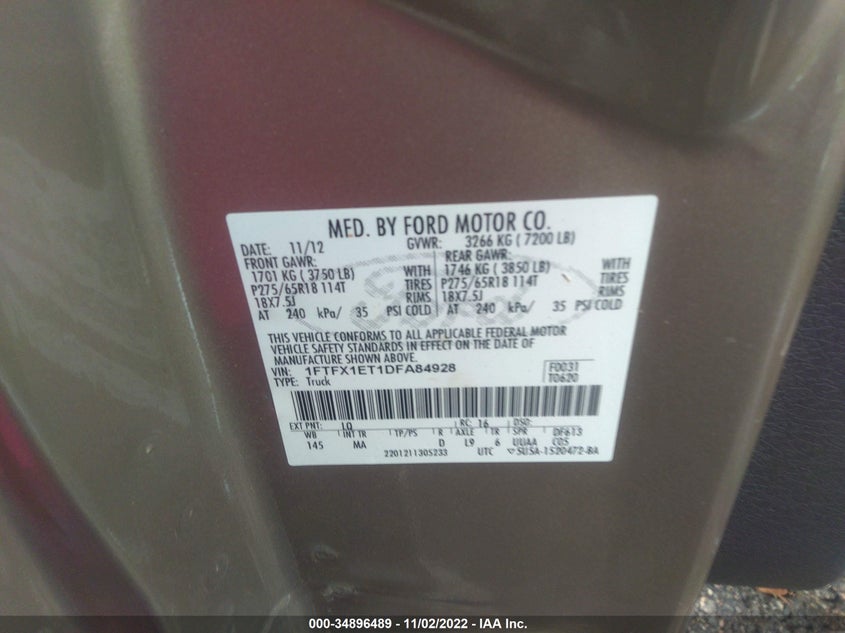 MFD. BY FORD MOTOR CO.
DATE: 11/12 GVWR: 3266 KG ( 7200 LB)
FRONT GAWR: REAR GAWR:
1701 KG ( 3750 LB) WITH 1746 KG ( 3850 LB) WITH
P275/65R18 114T TIRES P275/65R18 114T TIRES
18X7.5J RIMS 18X7.5J RIMS
AT 240 kPa/ 35 PSI COLD AT 240 kPa/ 35 PSI COLD
THIS VEHICLE CONFORMS TO ALL APPLICABLE FEDERAL MOTOR
VEHICLE SAFETY STANDARDS IN EFFECT ON THE DATE OF
MANUFACTURE SHOWN ABOVE.
VIN: 1FTFX1ET1DFA84928 F0031
TYPE: Truck T0620
EXT PNT: LQ RC: 16 DSO:
WB INT TR TP/PS R AXLE TR SPR DF613
145 MA D L9 6 UUAA C05
220121130S233 UTC ▽5U5A-1520472-BA
000-34896489 - 11/02/2022 - IAA Inc.